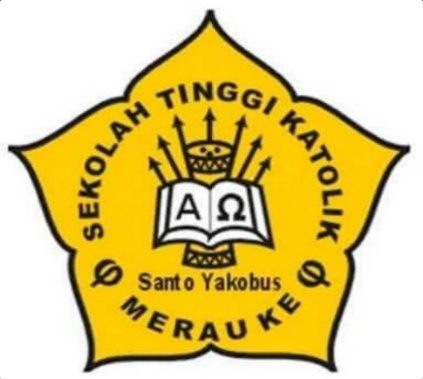 SEKOLAH TINGGI KATOLIK
Α Ω
Santo Yakobus
φ φ
MERAUKE